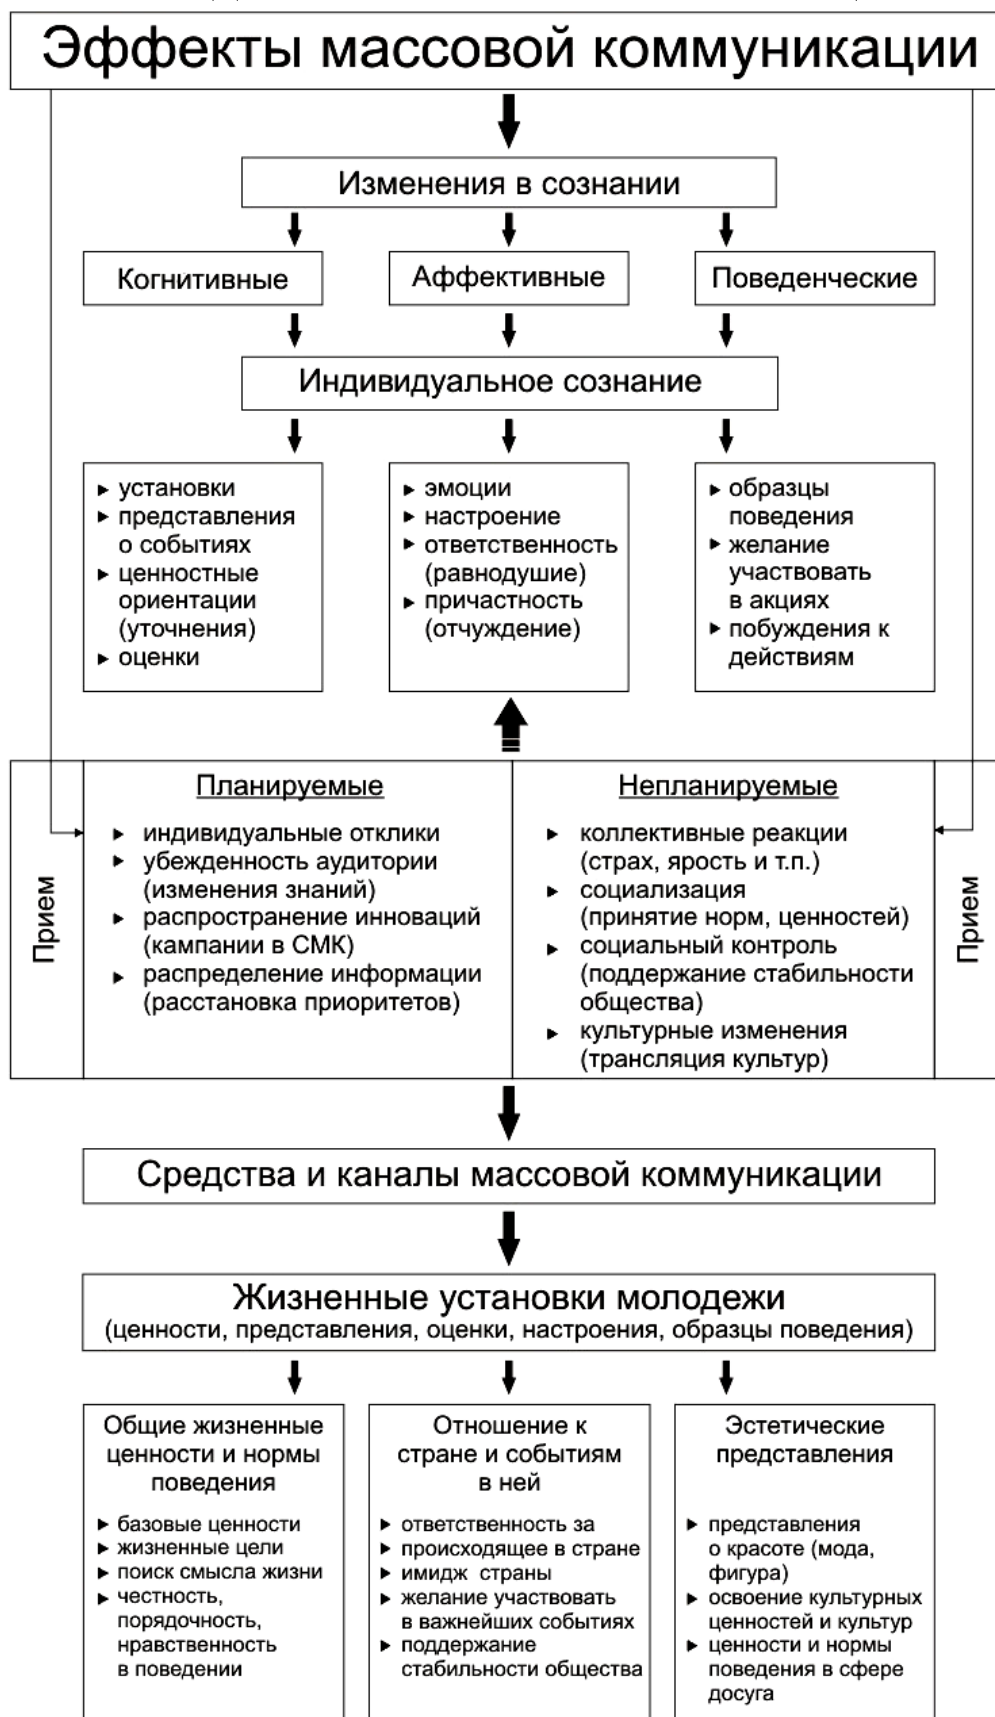 Эффекты массовой коммуникации
Изменения в сознании
Когнитивные
Аффективные
Поведенческие
Индивидуальное сознание
установки
представления
о событиях
ценностные
ориентации
(уточнения)
оценки
эмоции
настроение
ответственность
(равнодушие)
причастность
(отчуждение)
образцы
поведения
желание
участвовать
в акциях
побуждения к
действиям
Прием
Планируемые
индивидуальные отклики
убежденность аудитории
(изменения знаний)
распространение инноваций
(кампании в СМК)
распределение информации
(расстановка приоритетов)
Непланируемые
коллективные реакции
(страх, ярость и т.п.)
социализация
(принятие норм, ценностей)
социальный контроль
(поддержание стабильности
общества)
культурные изменения
(трансляция культур)
Прием
Средства и каналы массовой коммуникации
Жизненные установки молодежи
(ценности, представления, оценки, настроения, образцы поведения)
Общие жизненные
ценности и нормы
поведения
базовые ценности
жизненные цели
поиск смысла жизни
честность,
порядочность,
нравственность
в поведении
Отношение к
стране и событиям
в ней
ответственность за
происходящее в стране
имидж страны
желание участвовать
в важнейших событиях
поддержание
стабильности общества
Эстетические
представления
представления
о красоте (мода,
фигура)
освоение культурных
ценностей и культур
ценности и нормы
поведения в сфере
досуга